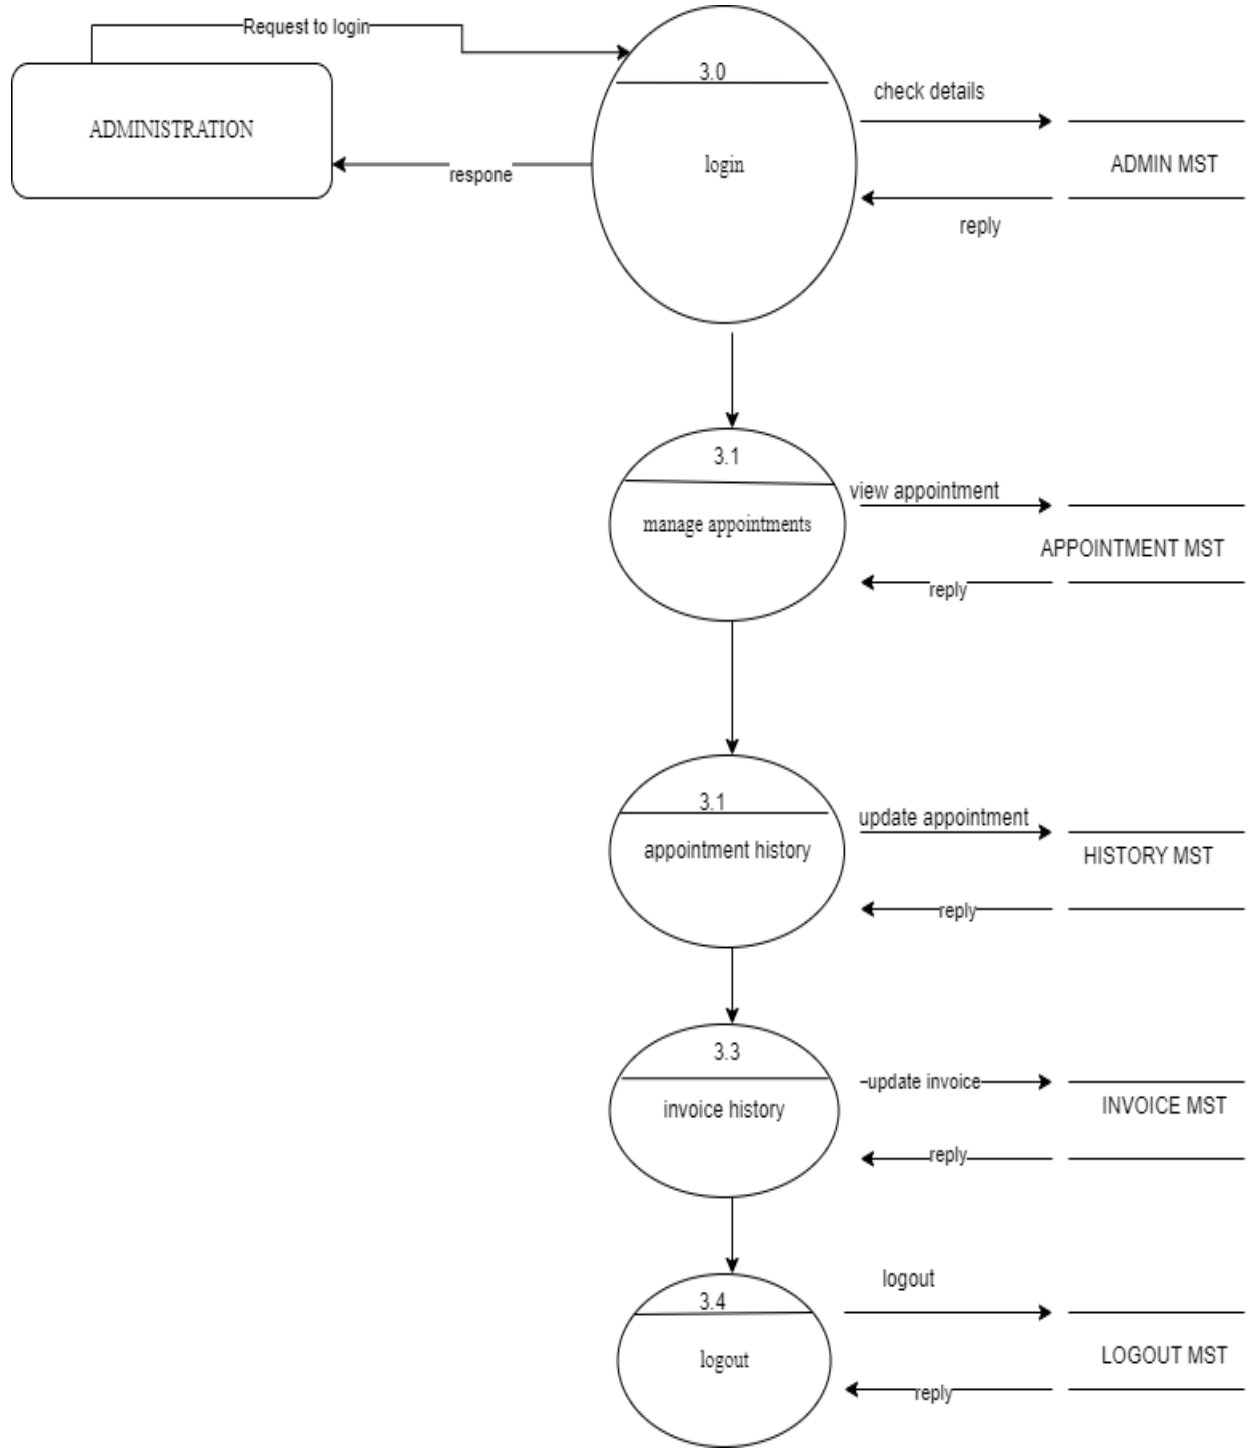 Request to login
3.0
check details
ADMINISTRATION
login
ADMIN MST
respone
reply
3.1
view appointment
manage appointments
APPOINTMENT MST
reply
3.1
update appointment
appointment history
HISTORY MST
reply
3.3
update invoice
invoice history
INVOICE MST
reply
logout
3.4
logout
LOGOUT MST
reply